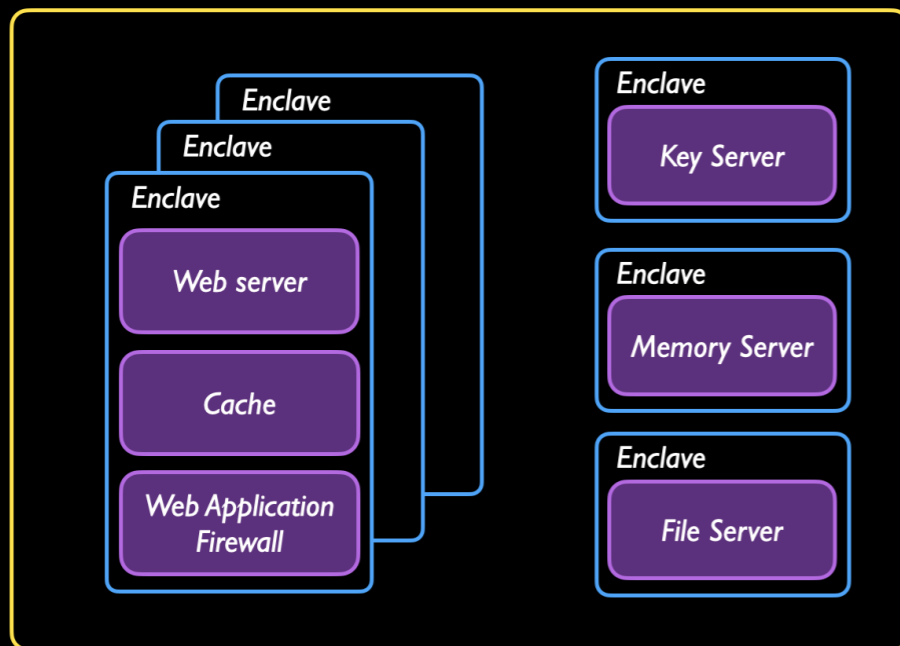 Enclave
Enclave
Enclave
Web server
Cache
Web Application
Firewall
Enclave
Key Server
Enclave
Memory Server
Enclave
File Server